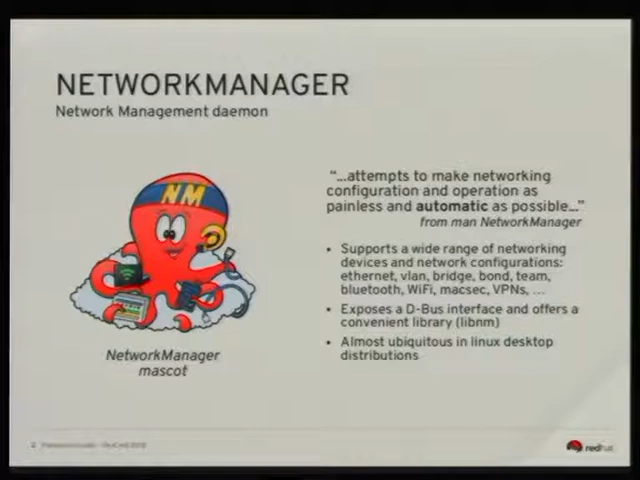 NETWORKMANAGER
Network Management daemon
NM
"...attempts to make networking
configuration and operation as
painless and automatic as possible..."
from man NetworkManager
• Supports a wide range of networking
devices and network configurations:
ethernet, vlan, bridge, bond, team,
bluetooth, WiFi, macsec, VPNs, ...
• Exposes a D-Bus interface and offers a
convenient library (libnm)
• Almost ubiquitous in linux desktop
distributions
NetworkManager
mascot
2
redhat